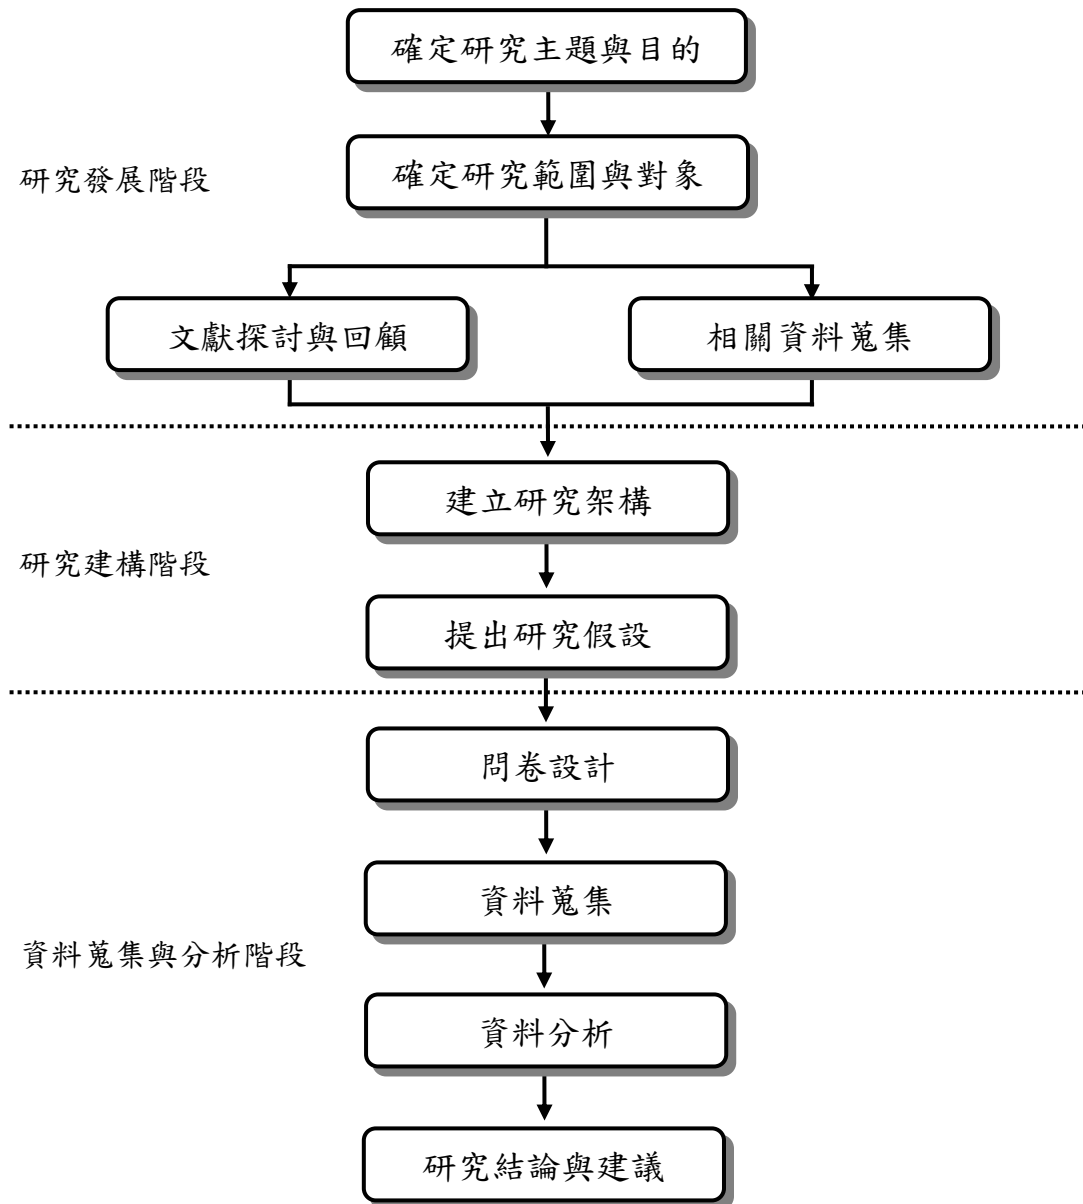 確定研究主題與目的
研究發展階段
確定研究範圍與對象
文獻探討與回顧
相關資料蒐集
建立研究架構
研究建構階段
提出研究假設
問卷設計
資料蒐集
資料蒐集與分析階段
資料分析
研究結論與建議